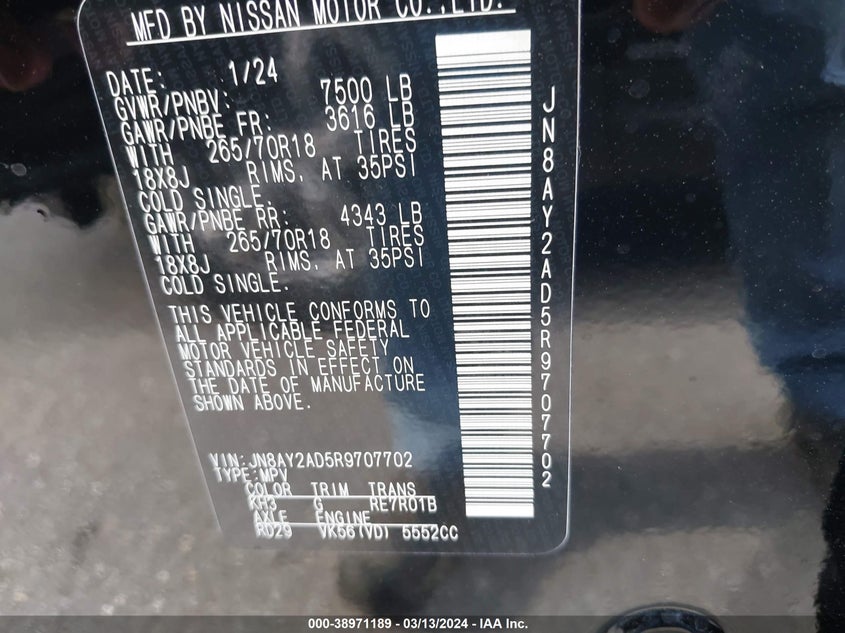 MFD BY NISSAN MOTOR CO.,LTD.
DATE: 1/24
GVWR/PNBV: 7500 LB
GAWR/PNBE FR: 3616 LB
WITH 265/70R18 TIRES
18X8J RIMS, AT 35PSI
COLD SINGLE.
GAWR/PNBE RR: 4343 LB
WITH 265/70R18 TIRES
18X8J RIMS, AT 35PSI
COLD SINGLE.
THIS VEHICLE CONFORMS TO
ALL APPLICABLE FEDERAL
MOTOR VEHICLE SAFETY
STANDARDS IN EFFECT ON
THE DATE OF MANUFACTURE
SHOWN ABOVE.
VIN:JN8AY2AD5R9707702
TYPE:MPV
COLOR TRIM TRANS
KH3 G RE7R01B
AXLE ENGINE
RD29 VK56(VD) 5552CC
JN8AY2AD5R9707702
000-38971189 - 03/13/2024 - IAA Inc.